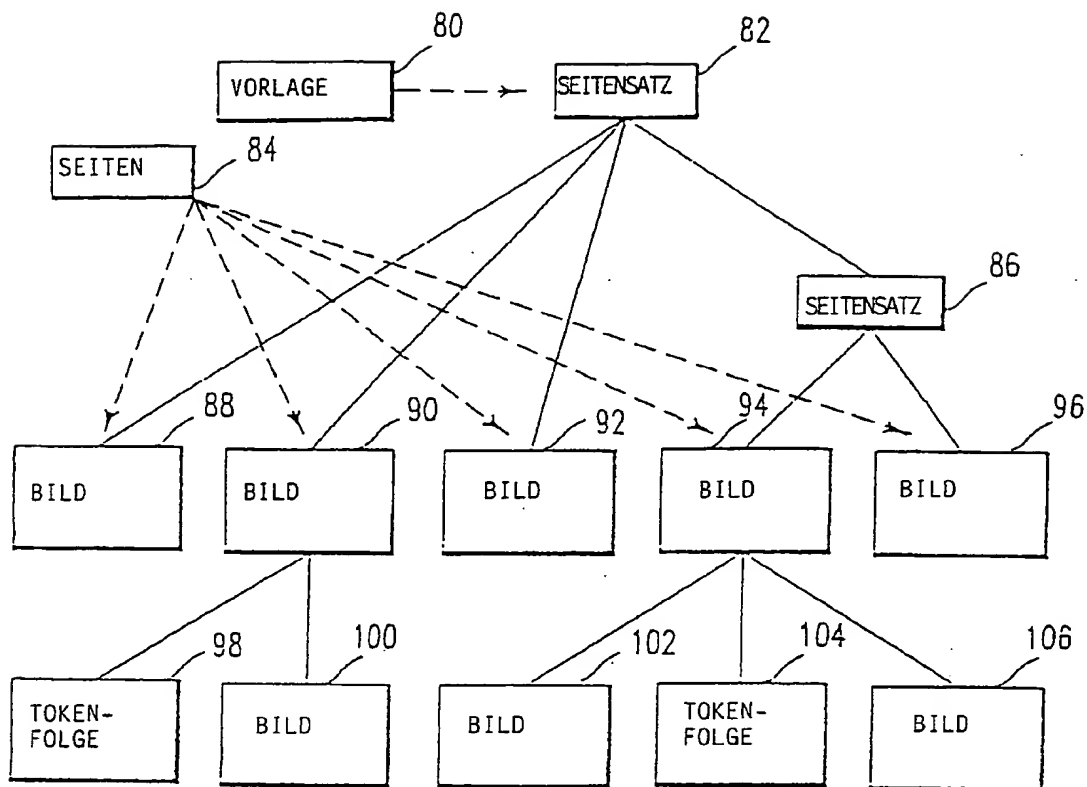 80
82
VORLAGE
SEITENSATZ
SEITEN
84
86
SEITENSATZ
88
90
92
94
96
BILD
BILD
BILD
BILD
BILD
98
100
102
104
106
TOKEN-
FOLGE
BILD
BILD
TOKEN-
FOLGE
BILD